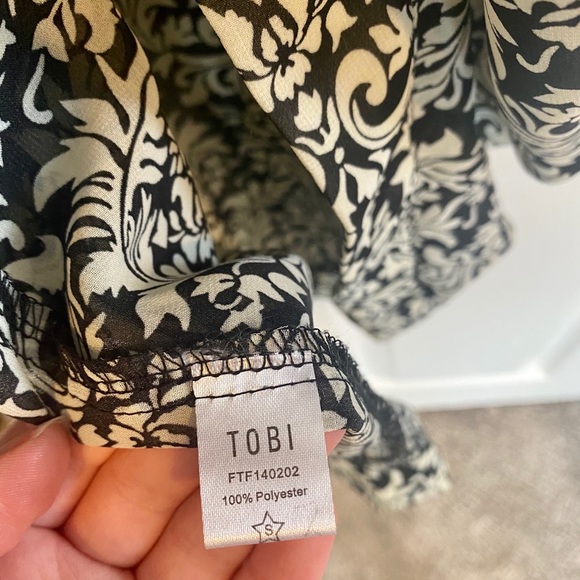 TOBI
FTF140202
100% Polyester
S